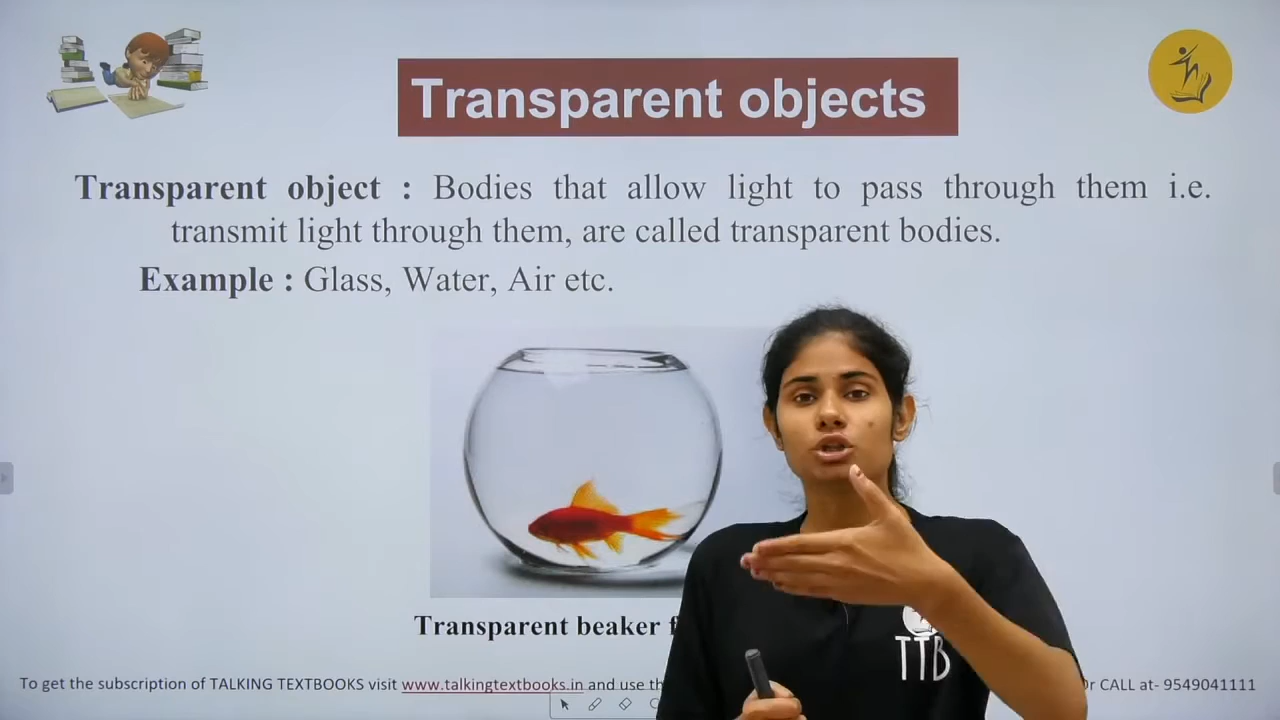 Transparent objects
Transparent object : Bodies that allow light to pass through them i.e.
transmit light through them, are called transparent bodies.
Example : Glass, Water, Air etc.
Transparent beaker
TTB
To get the subscription of TALKING TEXTBOOKS visit www.talkingtextbooks.in and use CALL at- 9549041111